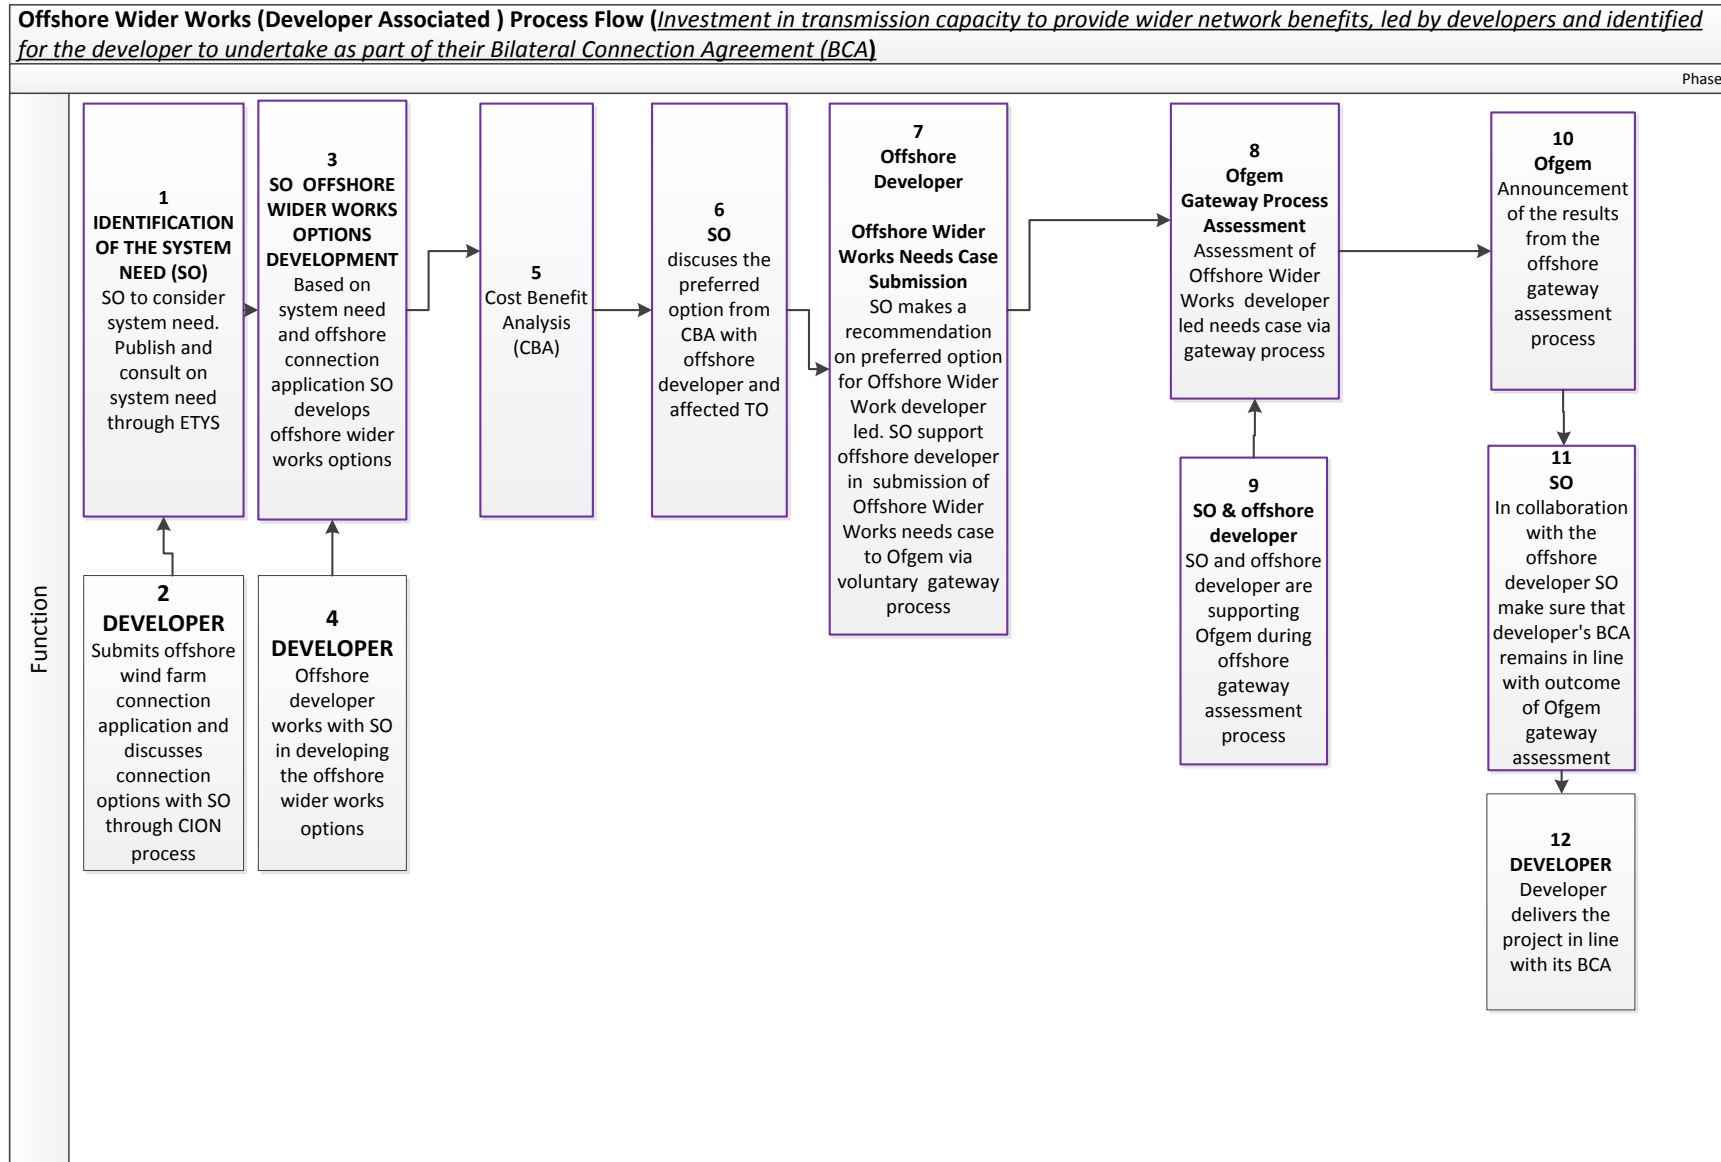 Offshore Wider Works (Developer Associated ) Process Flow (Investment in transmission capacity to provide wider network benefits, led by developers and identified
for the developer to undertake as part of their Bilateral Connection Agreement (BCA)
Phase
Function
1
IDENTIFICATION
OF THE SYSTEM
NEED (SO)
SO to consider
system need.
Publish and
consult on
system need
through ETYS
2
DEVELOPER
Submits offshore
wind farm
connection
application and
discusses
connection
options with SO
through CION
process
3
SO OFFSHORE
WIDER WORKS
OPTIONS
DEVELOPMENT
Based on
system need
and offshore
connection
application SO
develops
offshore wider
works options
4
DEVELOPER
Offshore
developer
works with SO
in developing
the offshore
wider works
options
5
Cost Benefit
Analysis
(CBA)
6
SO
discuses the
preferred
option from
CBA with
offshore
developer and
affected TO
7
Offshore
Developer
Offshore Wider
Works Needs Case
Submission
SO makes a
recommendation
on preferred option
for Offshore Wider
Work developer
led. SO support
offshore developer
in submission of
Offshore Wider
Works needs case
to Ofgem via
voluntary gateway
process
8
Ofgem
Gateway Process
Assessment
Assessment of
Offshore Wider
Works developer
led needs case via
gateway process
9
SO & offshore
developer
SO and offshore
developer are
supporting
Ofgem during
offshore
gateway
assessment
process
10
Ofgem
Announcement
of the results
from the
offshore
gateway
assessment
process
11
SO
In collaboration
with the
offshore
developer SO
make sure that
developer's BCA
remains in line
with outcome
of Ofgem
gateway
assessment
12
DEVELOPER
Developer
delivers the
project in line
with its BCA